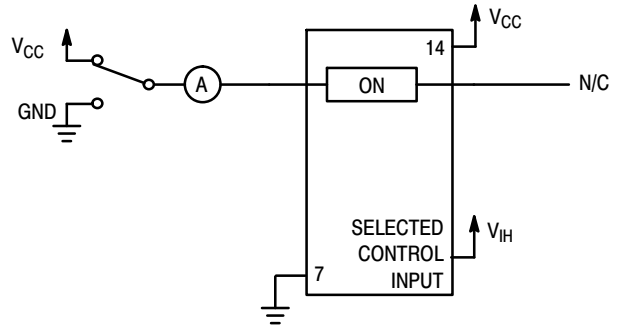 VCC
14
VCC
A
ON
N/C
GND
SELECTED
CONTROL
INPUT
VIH
7